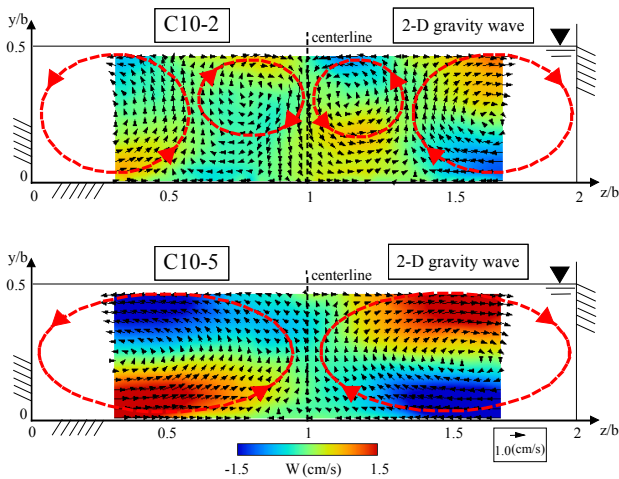 y/b
C10-2
centerline
2-D gravity wave
0.5
0
0
0.5
1
1.5
2
z/b
y/b
C10-5
centerline
2-D gravity wave
0.5
0
0
0.5
1
1.5
2
z/b
-1.5 W (cm/s) 1.5
1.0(cm/s)